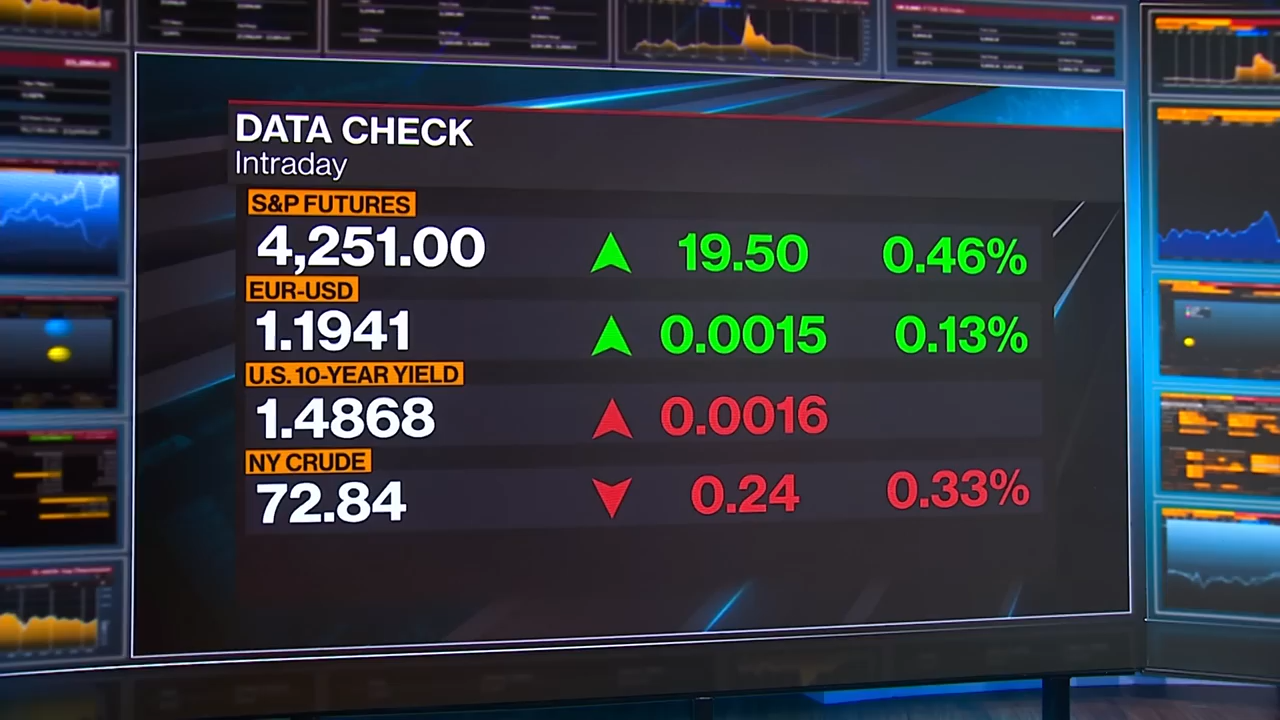 DATA CHECK
Intraday
S&P FUTURES
4,251.00 ▲ 19.50 0.46%
EUR-USD
1.1941 ▲ 0.0015 0.13%
U.S. 10-YEAR YIELD
1.4868 ▲ 0.0016
NY CRUDE
72.84 ▼ 0.24 0.33%